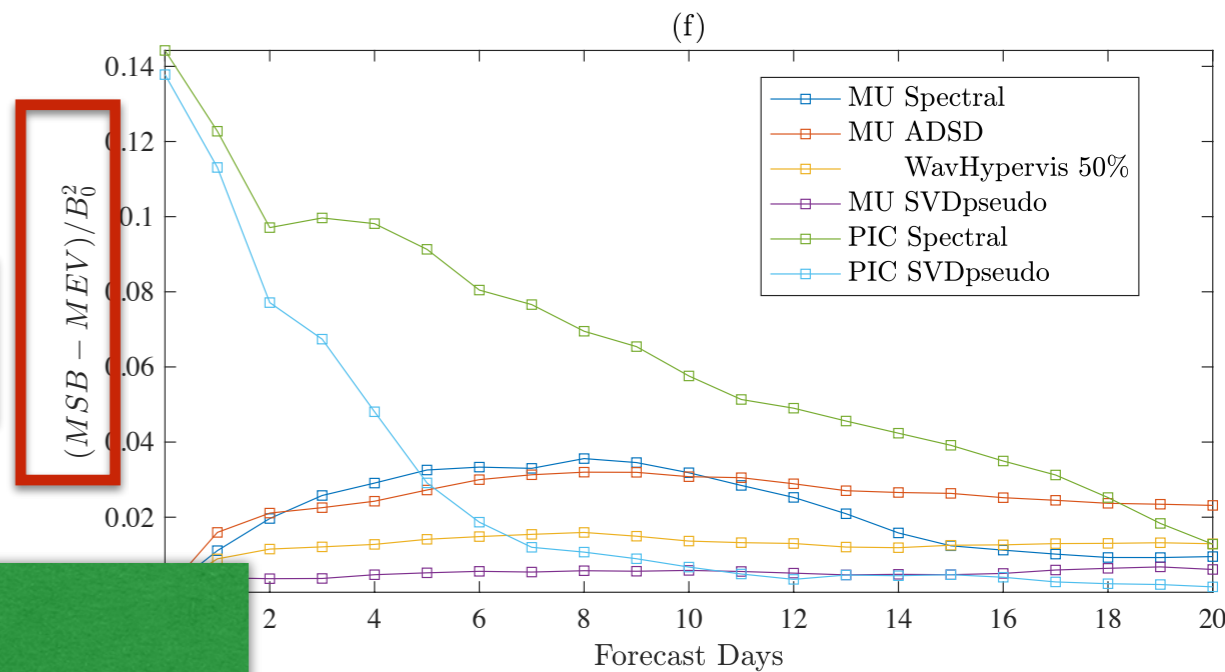 (f)
(MSB − MEV)/B₀²
0.14
0.12
0.1
0.08
0.06
0.04
0.02
MU Spectral
MU ADSD
WavHypervis 50%
MU SVDpseudo
PIC Spectral
PIC SVDpseudo
2 4 6 8 10 12 14 16 18 20
Forecast Days